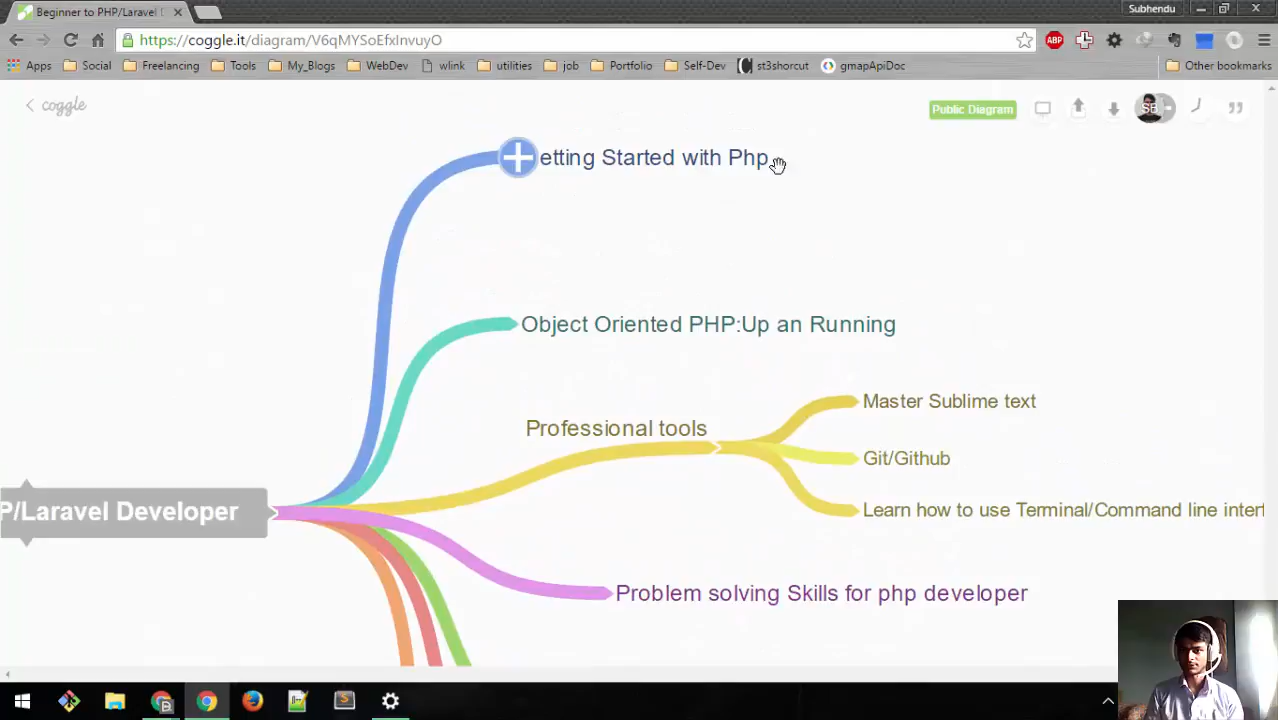 Subhendu
Beginner to PHP/Laravel
https://coggle.it/diagram/V6qMYSoEfxInvuyO
ABP
Apps Social Freelancing Tools My_Blogs WebDev wlink utilities job Portfolio Self-Dev st3shorcut gmapApiDoc Other bookmarks
coggle
Public Diagram
etting Started with Php
Object Oriented PHP:Up an Running
Professional tools
Master Sublime text
Git/Github
Learn how to use Terminal/Command line interf
P/Laravel Developer
Problem solving Skills for php developer